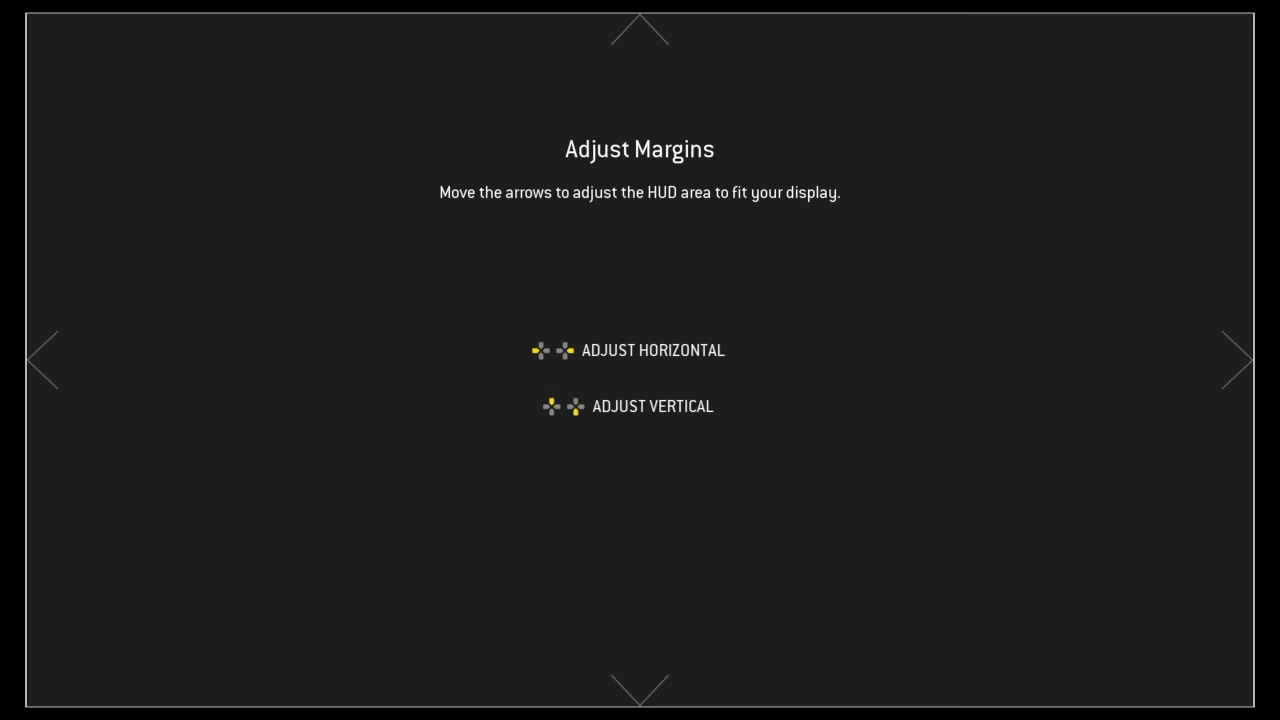 Adjust Margins
Move the arrows to adjust the HUD area to fit your display.
ADJUST HORIZONTAL
ADJUST VERTICAL